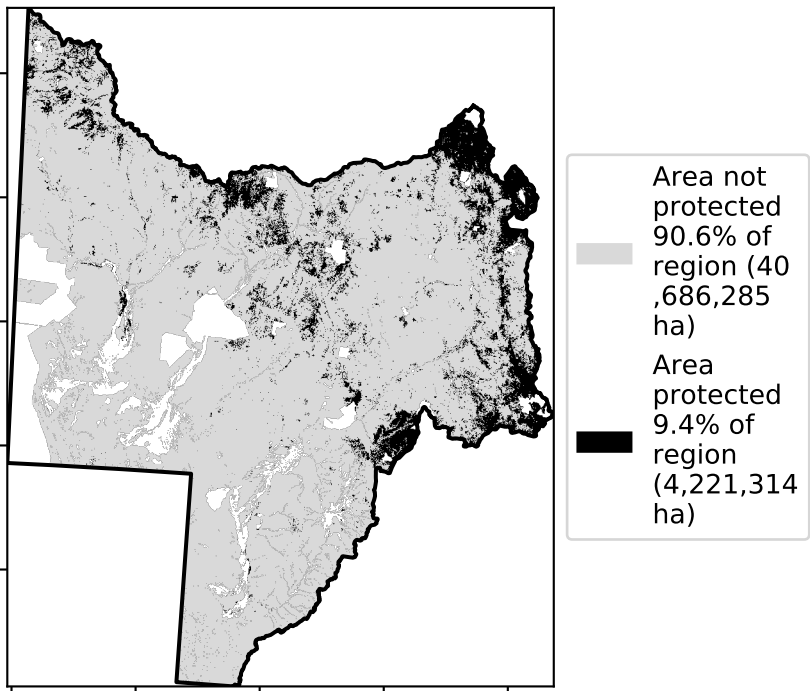 Area not
protected
90.6% of
region (40
,686,285
ha)
Area
protected
9.4% of
region
(4,221,314
ha)